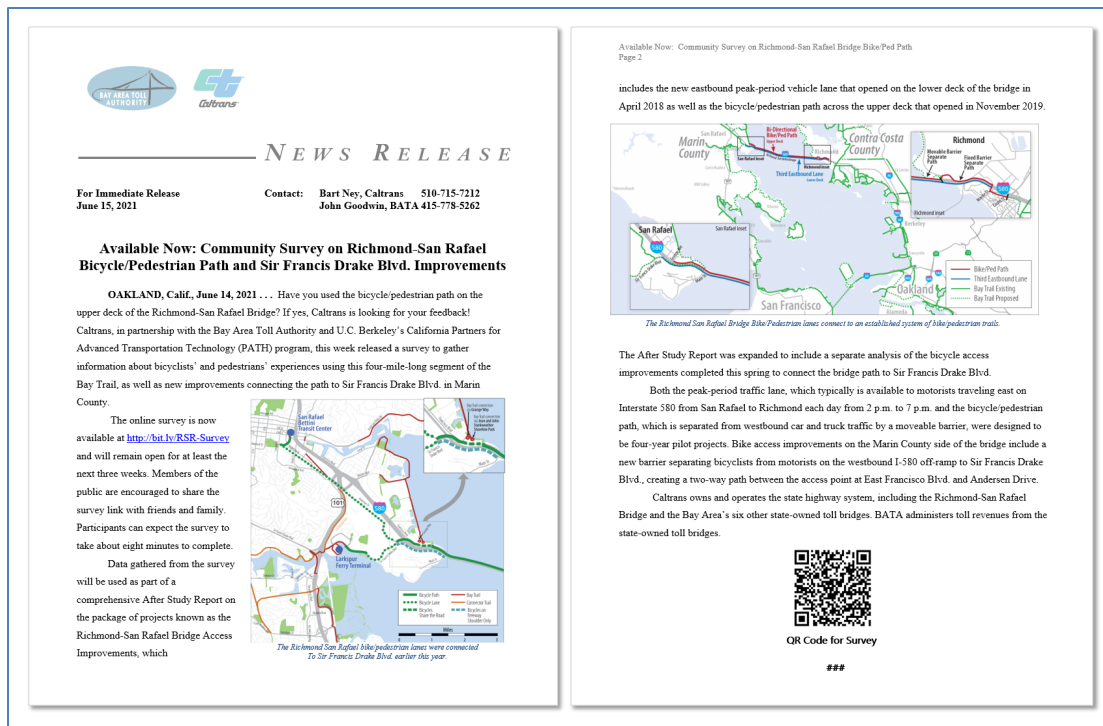 BAY AREA TOLL
AUTHORITY
Caltrans
NEWS RELEASE
For Immediate Release Contact: Bart Ney, Caltrans 510-715-7212
June 15, 2021 John Goodwin, BATA 415-778-5262
Available Now: Community Survey on Richmond-San Rafael
Bicycle/Pedestrian Path and Sir Francis Drake Blvd. Improvements
OAKLAND, Calif., June 14, 2021 . . . Have you used the bicycle/pedestrian path on the
upper deck of the Richmond-San Rafael Bridge? If yes, Caltrans is looking for your feedback!
Caltrans, in partnership with the Bay Area Toll Authority and U.C. Berkeley's California Partners for
Advanced Transportation Technology (PATH) program, this week released a survey to gather
information about bicyclists' and pedestrians' experiences using this four-mile-long segment of the
Bay Trail, as well as new improvements connecting the path to Sir Francis Drake Blvd. in Marin
County.
The online survey is now
available at http://bit.ly/RSR-Survey
and will remain open for at least the
next three weeks. Members of the
public are encouraged to share the
survey link with friends and family.
Participants can expect the survey to
take about eight minutes to complete.
Data gathered from the survey
will be used as part of a
comprehensive After Study Report on
the package of projects known as the
Richmond-San Rafael Bridge Access
Improvements, which
San Rafael
Bettini
Transit Center
101
580
Larkspur
Ferry Terminal
Bicycle Path
Bicycle Lane
Bicycles
Share the Road
Bay Trail
Connector Trail
Bicycles on
Freeway
Shoulder Only
Miles
The Richmond San Rafael bike/pedestrian lanes were connected
To Sir Francis Drake Blvd. earlier this year.
Available Now: Community Survey on Richmond-San Rafael Bridge Bike/Ped Path
Page 2
includes the new eastbound peak-period vehicle lane that opened on the lower deck of the bridge in
April 2018 as well as the bicycle/pedestrian path across the upper deck that opened in November 2019.
San Rafael
Marin
County
Bi-Directional
Bike/Ped Path
Upper Deck
Richmond
Contra Costa
County
San Rafael Inset
Richmond Inset
Third Eastbound Lane
Lower Deck
Richmond
Movable Barrier
Separate
Path
Fixed Barrier
Separate
Path
580
Richmond Inset
San Rafael
San Rafael Inset
580
Sir Francis Drake Blvd
Main St
Berkeley
Oakland
San Francisco
Alameda
Bike/Ped Path
Third Eastbound Lane
Bay Trail Existing
Bay Trail Proposed
The Richmond San Rafael Bridge Bike/Pedestrian lanes connect to an established system of bike/pedestrian trails.
The After Study Report was expanded to include a separate analysis of the bicycle access
improvements completed this spring to connect the bridge path to Sir Francis Drake Blvd.
Both the peak-period traffic lane, which typically is available to motorists traveling east on
Interstate 580 from San Rafael to Richmond each day from 2 p.m. to 7 p.m. and the bicycle/pedestrian
path, which is separated from westbound car and truck traffic by a moveable barrier, were designed to
be four-year pilot projects. Bike access improvements on the Marin County side of the bridge include a
new barrier separating bicyclists from motorists on the westbound I-580 off-ramp to Sir Francis Drake
Blvd., creating a two-way path between the access point at East Francisco Blvd. and Andersen Drive.
Caltrans owns and operates the state highway system, including the Richmond-San Rafael
Bridge and the Bay Area's six other state-owned toll bridges. BATA administers toll revenues from the
state-owned toll bridges.
QR Code for Survey
###